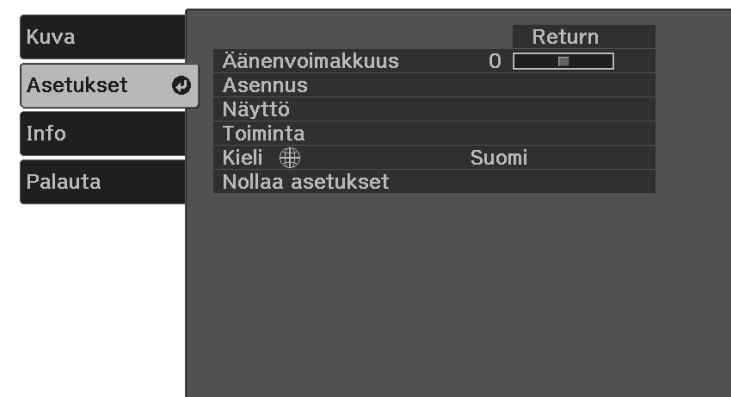 Kuva
Asetukset
Info
Palauta
Return
Äänenvoimakkuus 0
Asennus
Näyttö
Toiminta
Kieli Suomi
Nollaa asetukset